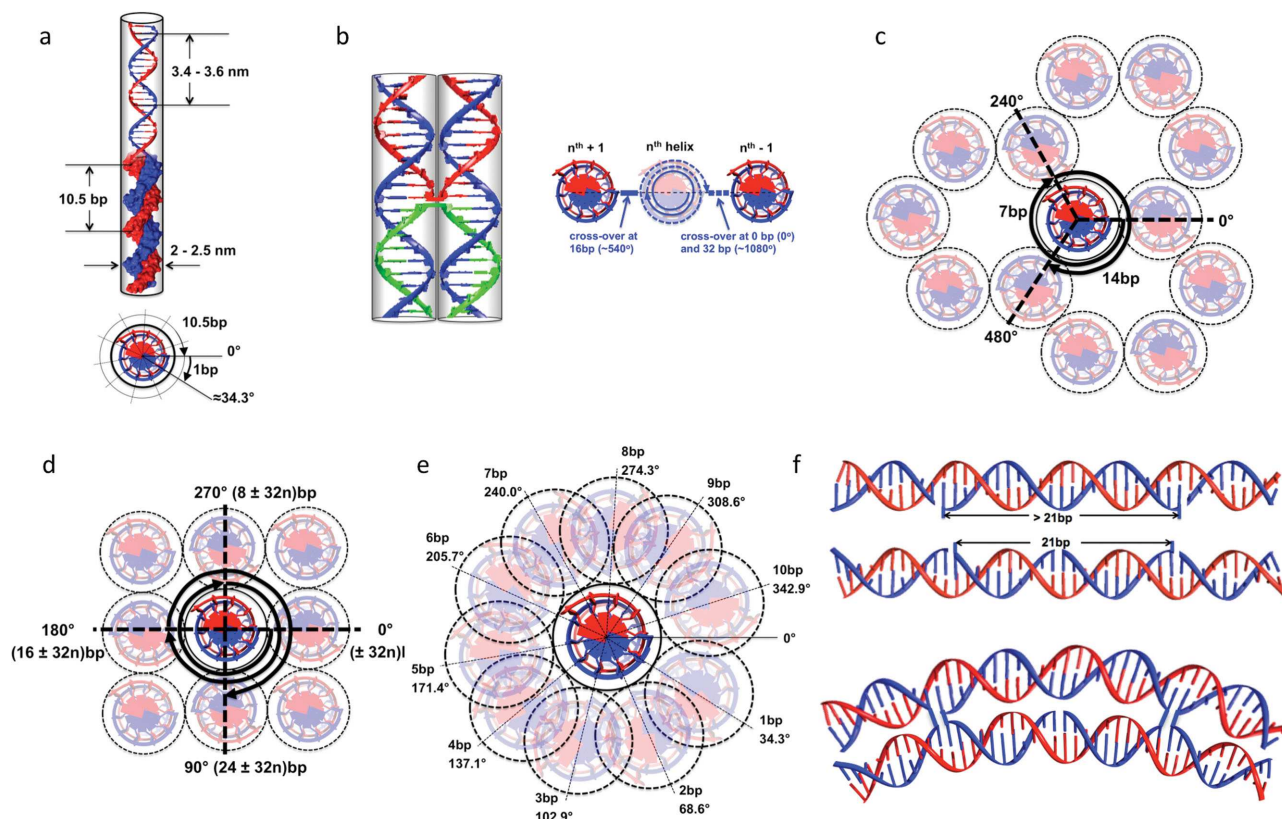 a
3.4 - 3.6 nm
10.5 bp
2 - 2.5 nm
10.5bp
0°
1bp
≈34.3°
b
nth + 1
nth helix
nth - 1
cross-over at
16bp (~540°)
cross-over at 0 bp (0°)
and 32 bp (~1080°)
c
240°
7bp
0°
14bp
480°
d
270° (8 ± 32n)bp
180°
(16 ± 32n)bp
0°
(± 32n)l
90° (24 ± 32n)bp
e
8bp
274.3°
7bp
240.0°
9bp
308.6°
6bp
205.7°
10bp
342.9°
0°
5bp
171.4°
1bp
34.3°
4bp
137.1°
3bp
102.9°
2bp
68.6°
f
> 21bp
21bp